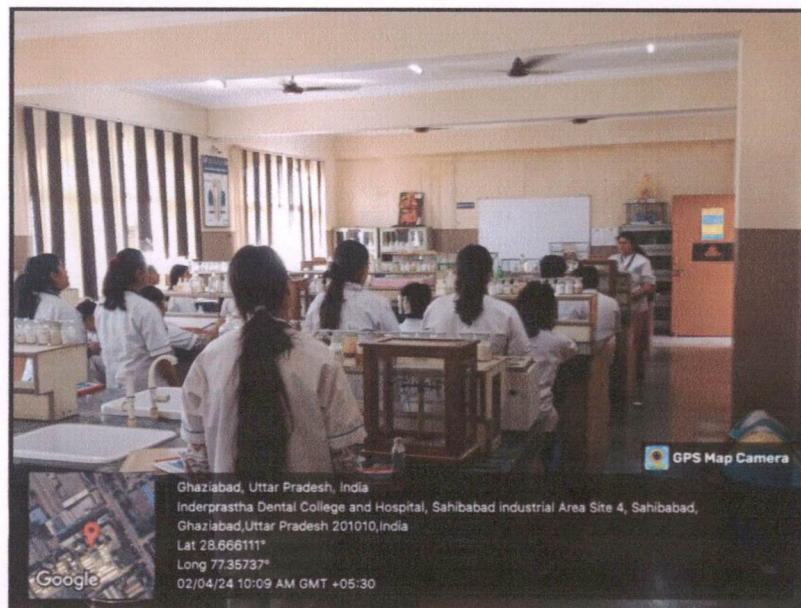 GPS Map Camera
Ghaziabad, Uttar Pradesh, India
Inderprastha Dental College and Hospital, Sahibabad industrial Area Site 4, Sahibabad,
Ghaziabad,Uttar Pradesh 201010,India
Lat 28.666111°
Long 77.35737°
02/04/24 10:09 AM GMT +05:30
Google